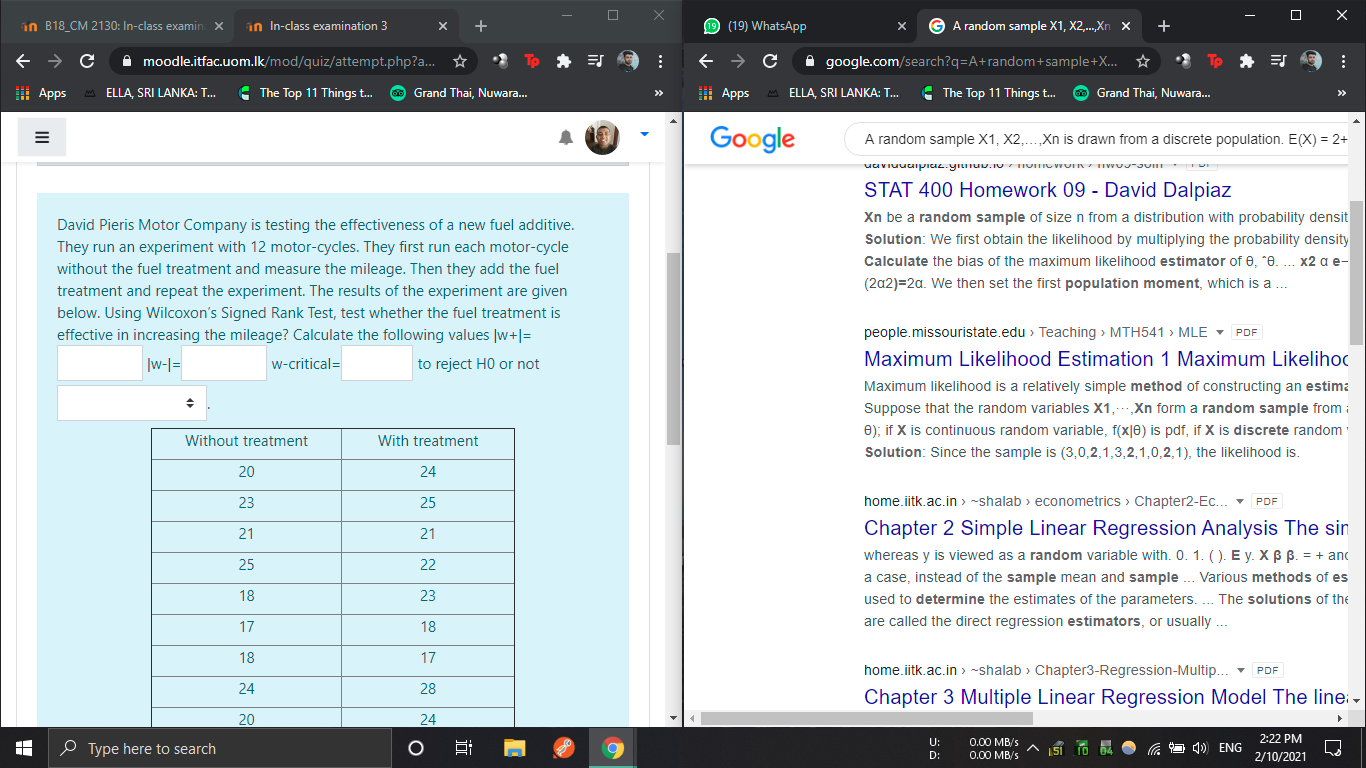 B18_CM 2130: In-class examin
In-class examination 3
moodle.itfac.uom.lk/mod/quiz/attempt.php?a...
Apps
ELLA, SRI LANKA: T...
The Top 11 Things t...
Grand Thai, Nuwara...
»
David Pieris Motor Company is testing the effectiveness of a new fuel additive.
They run an experiment with 12 motor-cycles. They first run each motor-cycle
without the fuel treatment and measure the mileage. Then they add the fuel
treatment and repeat the experiment. The results of the experiment are given
below. Using Wilcoxon's Signed Rank Test, test whether the fuel treatment is
effective in increasing the mileage? Calculate the following values |w+|=
|w-|= w-critical= to reject H0 or not
.
Without treatment With treatment
20 24
23 25
21 21
25 22
18 23
17 18
18 17
24 28
20 24
19 (19) WhatsApp
A random sample X1, X2,...,Xn
google.com/search?q=A+random+sample+X...
Apps
ELLA, SRI LANKA: T...
The Top 11 Things t...
Grand Thai, Nuwara...
»
Google
A random sample X1, X2,...,Xn is drawn from a discrete population. E(X) = 2+
STAT 400 Homework 09 - David Dalpiaz
Xn be a random sample of size n from a distribution with probability densit
Solution: We first obtain the likelihood by multiplying the probability density
Calculate the bias of the maximum likelihood estimator of θ, ˆθ. ... x2 α e−
(2α2)=2α. We then set the first population moment, which is a ...
people.missouristate.edu › Teaching › MTH541 › MLE PDF
Maximum Likelihood Estimation 1 Maximum Likelihoo
Maximum likelihood is a relatively simple method of constructing an estima
Suppose that the random variables X1,···,Xn form a random sample from
θ); if X is continuous random variable, f(x|θ) is pdf, if X is discrete random
Solution: Since the sample is (3,0,2,1,3,2,1,0,2,1), the likelihood is.
home.iitk.ac.in › ~shalab › econometrics › Chapter2-Ec... PDF
Chapter 2 Simple Linear Regression Analysis The sim
whereas y is viewed as a random variable with. 0. 1. ( ). E y. X β β. = + and
a case, instead of the sample mean and sample ... Various methods of es
used to determine the estimates of the parameters. ... The solutions of the
are called the direct regression estimators, or usually ...
home.iitk.ac.in › ~shalab › Chapter3-Regression-Multip... PDF
Chapter 3 Multiple Linear Regression Model The linea
Type here to search
U: 0.00 MB/s
D: 0.00 MB/s
ENG
2:22 PM
2/10/2021